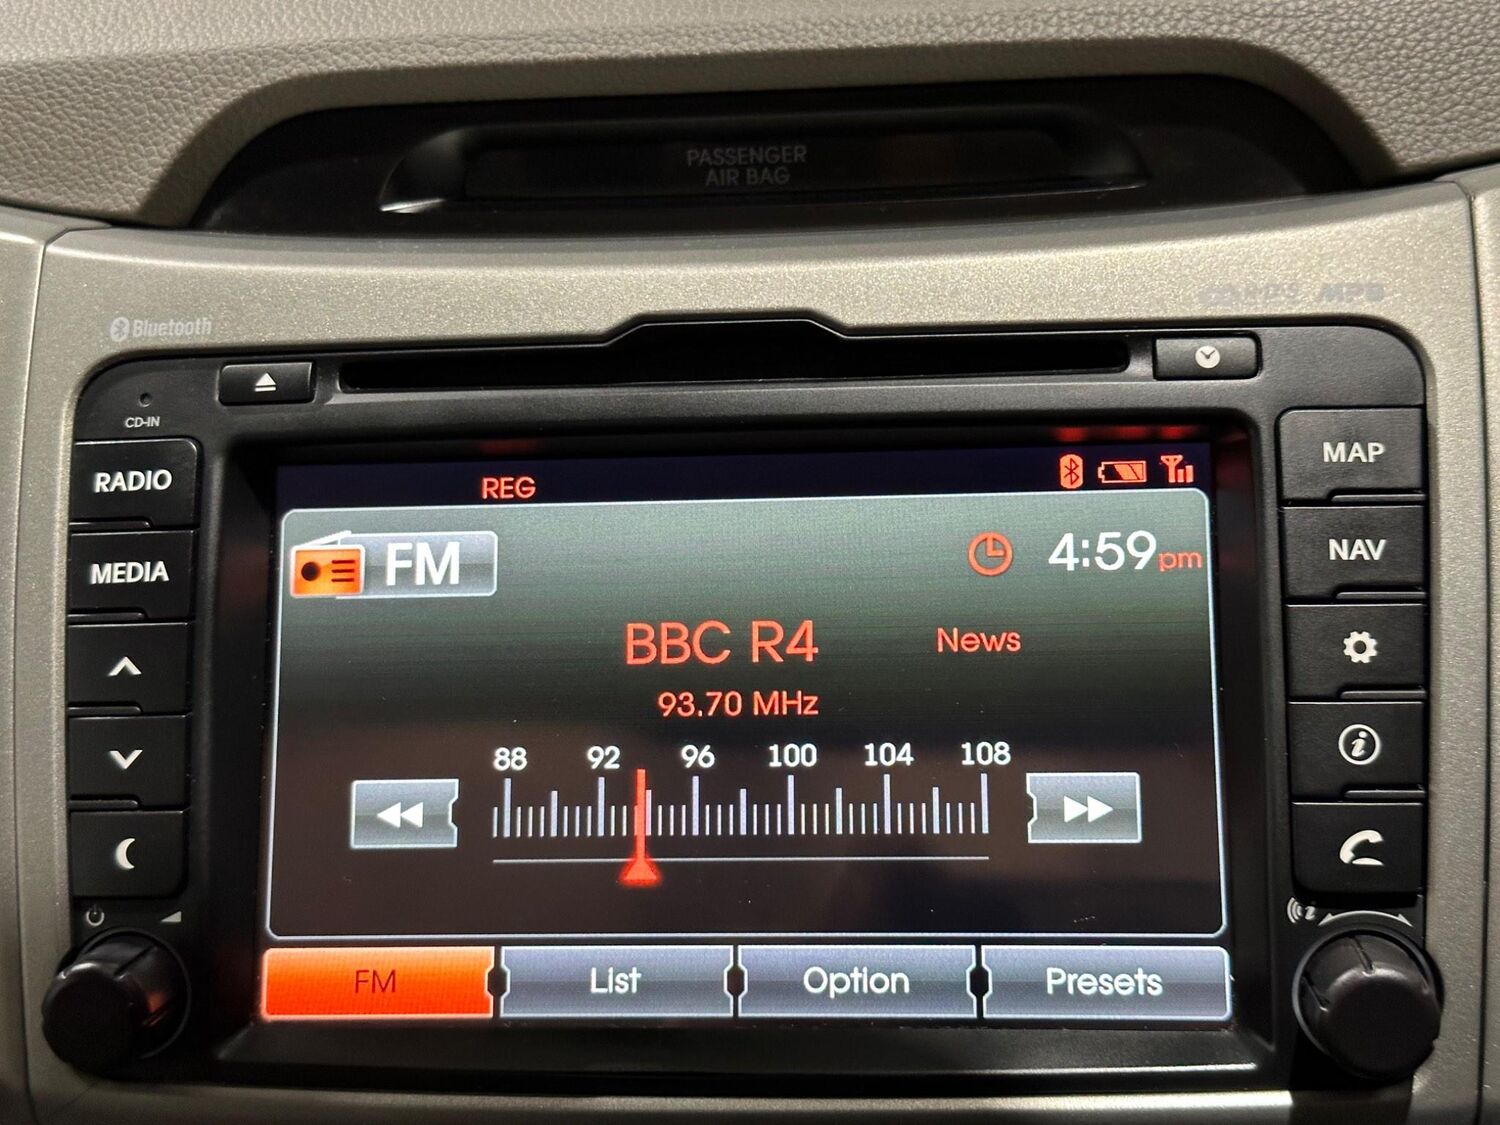 PASSENGER
AIR BAG
Bluetooth
CD-IN
RADIO
MEDIA
MAP
NAV
REG
FM
4:59pm
BBC R4
News
93.70 MHz
88 92 96 100 104 108
FM
List
Option
Presets